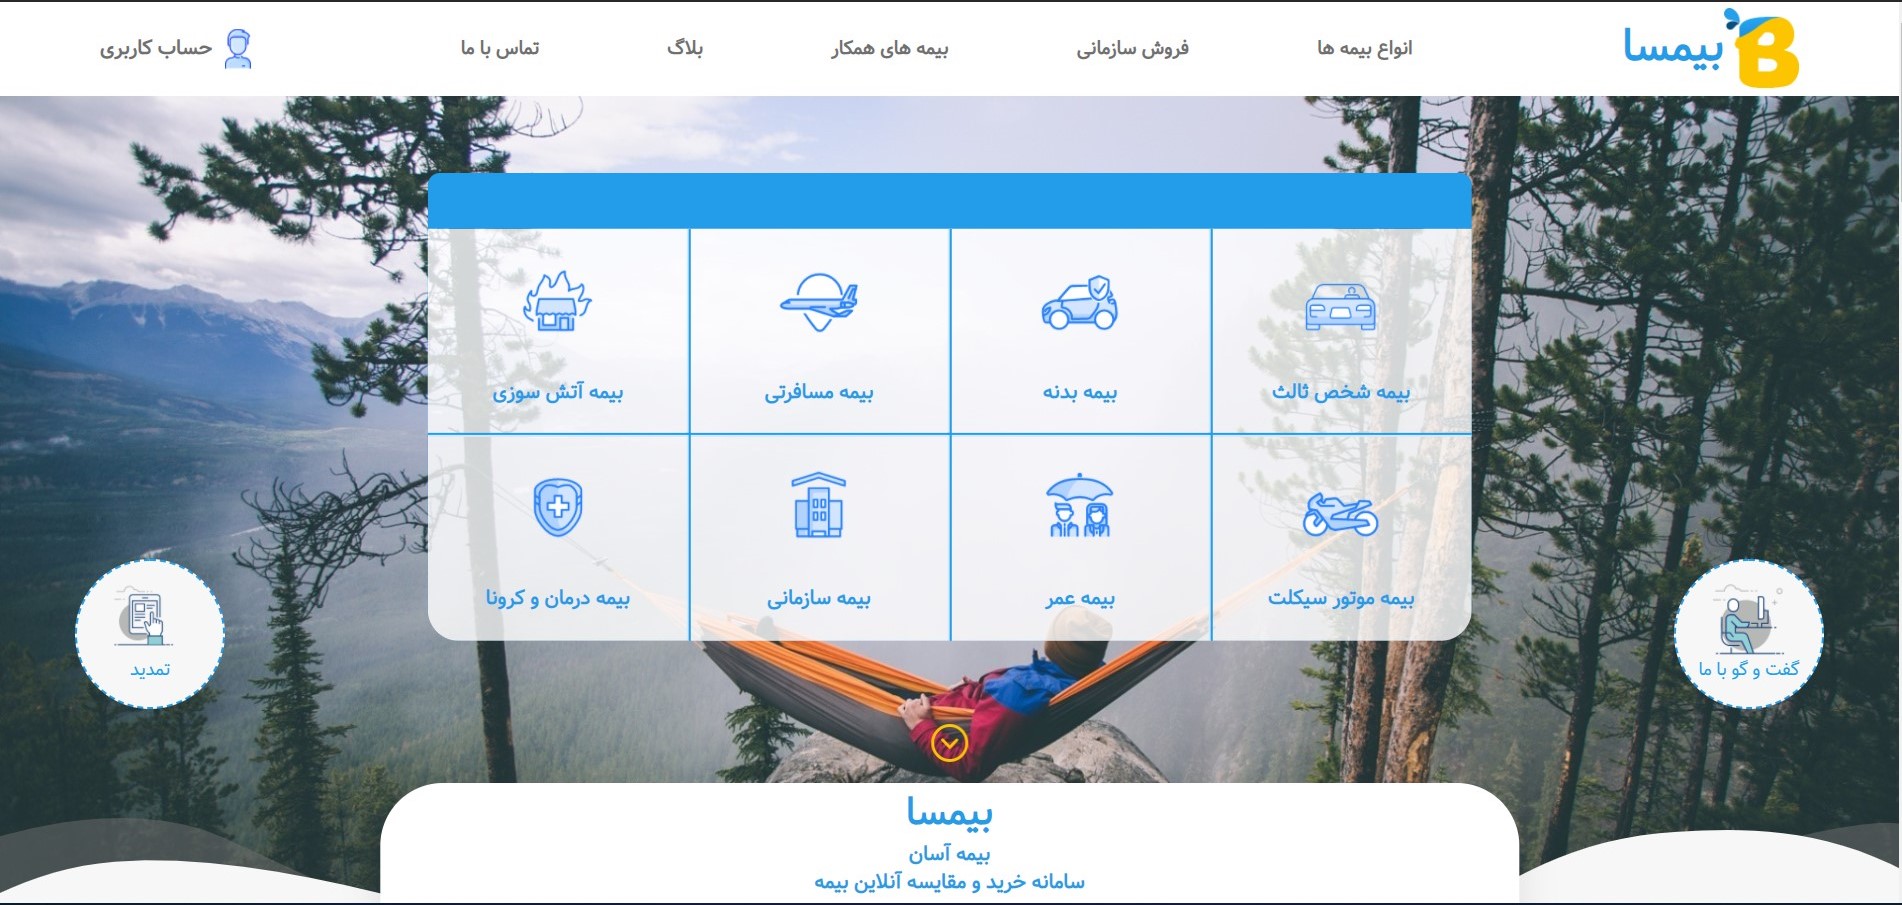 بیمسا
انواع بیمه ها
فروش سازمانی
بیمه های همکار
بلاگ
تماس با ما
حساب کاربری
بیمه شخص ثالث
بیمه بدنه
بیمه مسافرتی
بیمه آتش سوزی
بیمه موتور سیکلت
بیمه عمر
بیمه سازمانی
بیمه درمان و کرونا
گفت و گو با ما
تمدید
بیمسا
بیمه آسان
سامانه خرید و مقایسه آنلاین بیمه